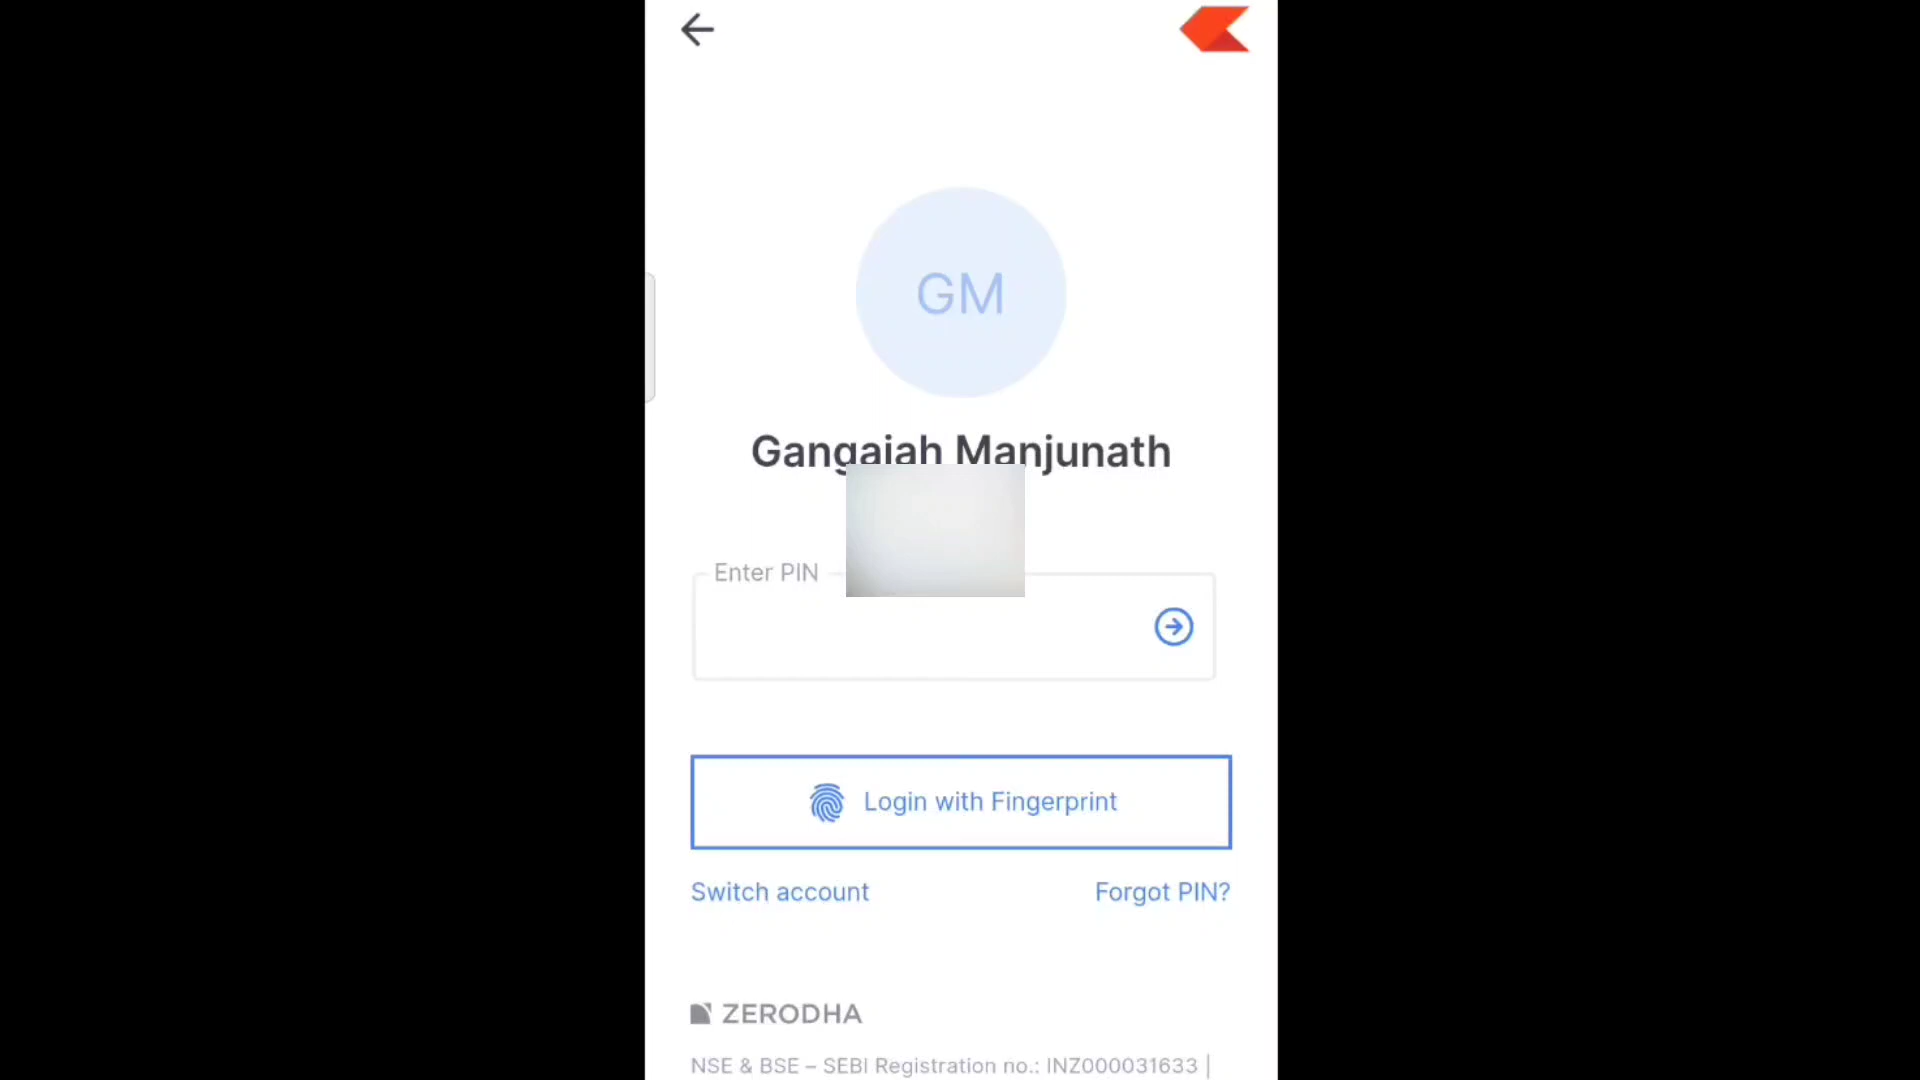 GM
Gangaiah Manjunath
Enter PIN
Login with Fingerprint
Switch account
Forgot PIN?
ZERODHA
NSE & BSE – SEBI Registration no.: INZ000031633 |